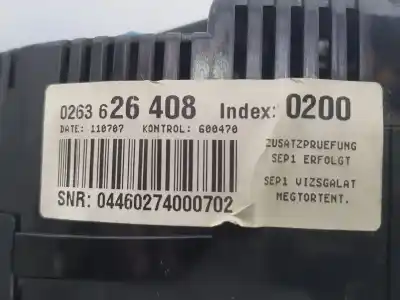 0263 626 408 Index: 0200
DATE: 110707 KONTROL: 600470
ZUSATZPRUEFUNG
SEP1 ERFOLGT
SEP1 VIZSGALAT
MEGTORTENT.
SNR: 04460274000702